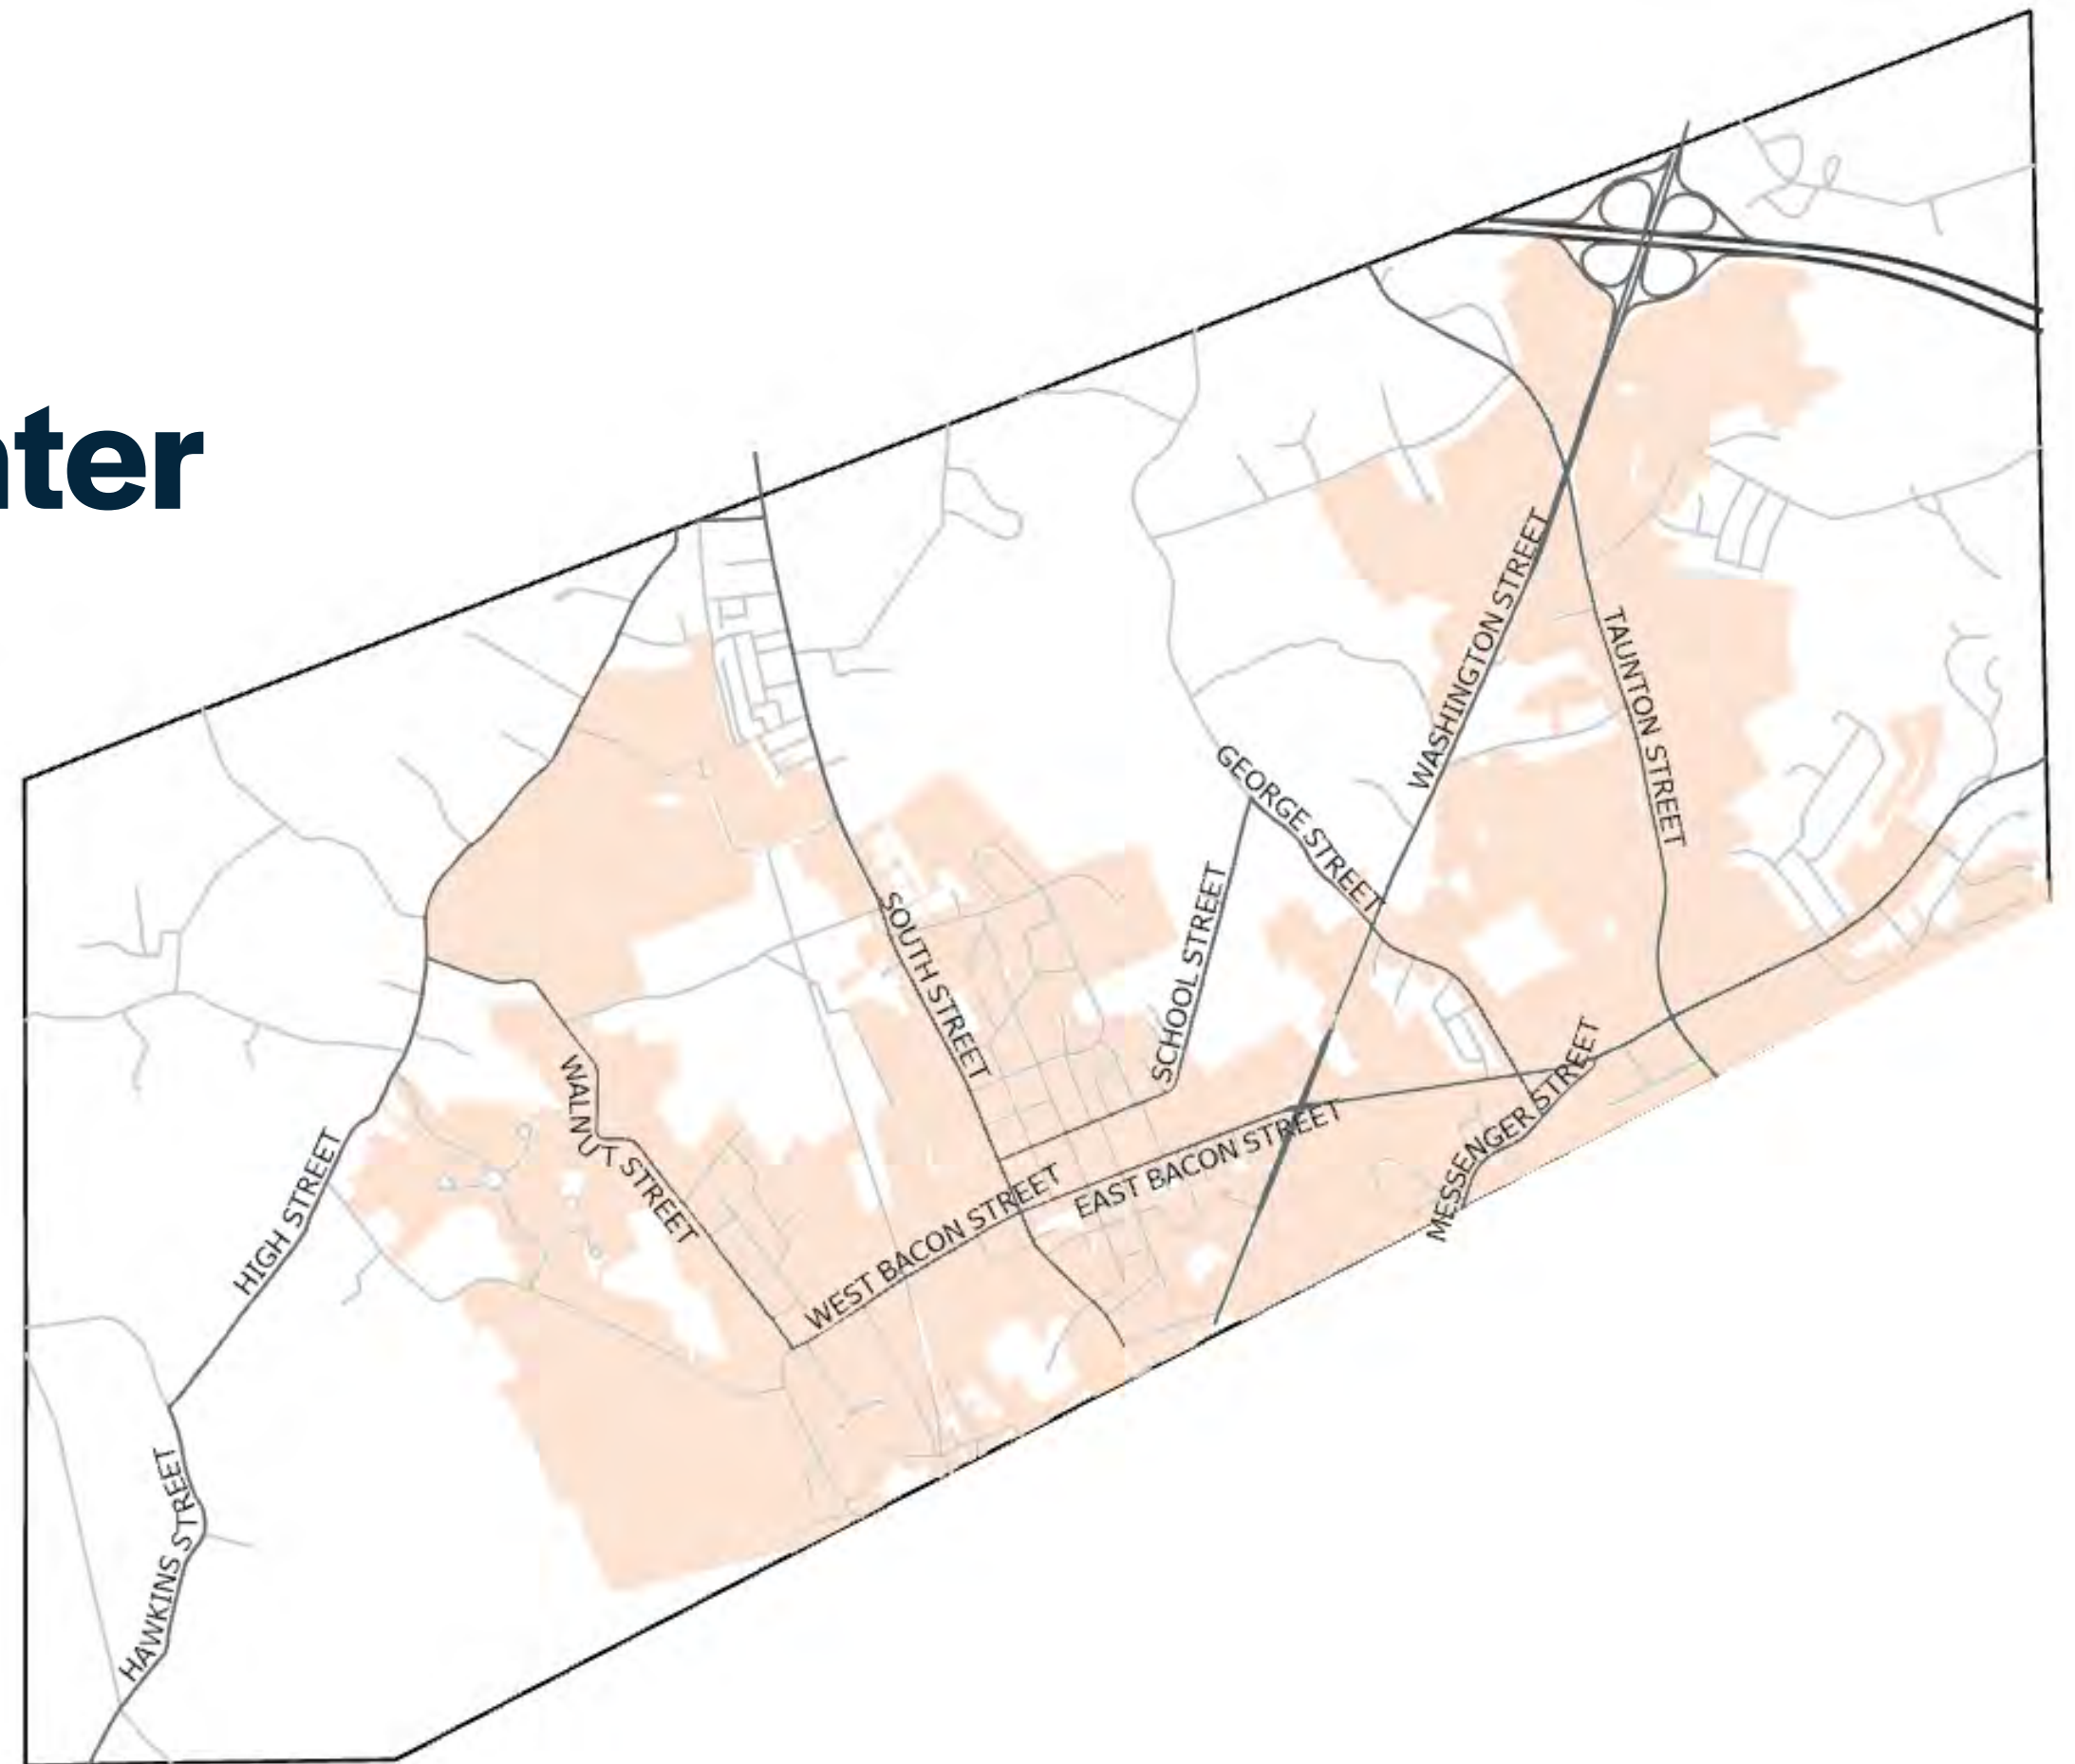 nter
WASHINGTON STREET
TAUNTON STREET
GEORGE STREET
SCHOOL STREET
SOUTH STREET
WALNUT STREET
MESSENGER STREET
EAST BACON STREET
WEST BACON STREET
HIGH STREET
HAWKINS STREET